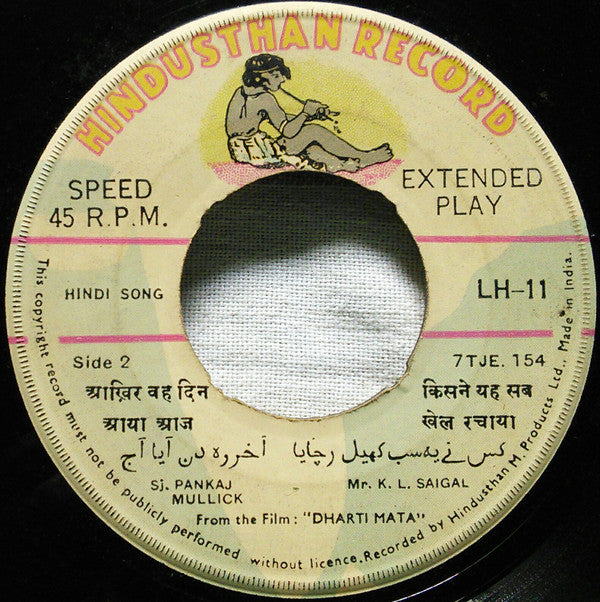 HINDUSTHAN RECORD
SPEED
45 R.P.M.
EXTENDED
PLAY
HINDI SONG
LH-11
Side 2
7TJE. 154
आख़िर वह दिन
आया आज
किसने यह सब
खेल रचाया
کس نے یہ سب کھیل رچایا
آخر وہ دن آیا آج
Sj. PANKAJ
MULLICK
Mr. K. L. SAIGAL
From the Film: "DHARTI MATA"
This copyright record must not be publicly performed without licence. Recorded by Hindusthan M. Products Ltd., Made in India.